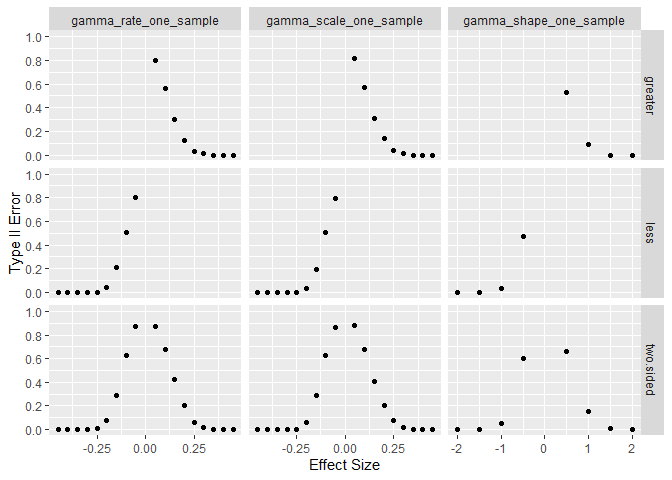 gamma_rate_one_sample gamma_scale_one_sample gamma_shape_one_sample
1.0
0.8
0.6
0.4
0.2
0.0
greater
1.0
0.8
0.6
0.4
0.2
0.0
less
1.0
0.8
0.6
0.4
0.2
0.0
two.sided
Type II Error
-0.25 0.00 0.25 -0.25 0.00 0.25 -2 -1 0 1 2
Effect Size